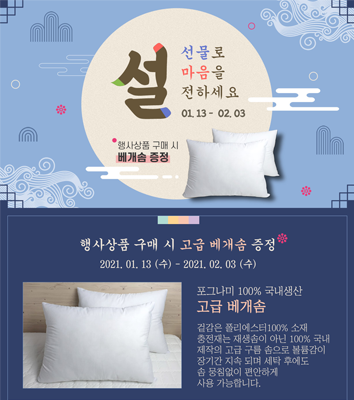 설
선물로
마음을
전하세요
01. 13 - 02. 03
행사상품 구매 시
베개솜 증정
행사상품 구매 시 고급 베개솜 증정
2021. 01. 13 (수) - 2021. 02. 03 (수)
포그나미 100% 국내생산
고급 베개솜
겉감은 폴리에스터100% 소재
충전재는 재생솜이 아닌 100% 국내
제작의 고급 구름 솜으로 볼륨감이
장기간 지속 되며 세탁 후에도
솜 뭉침없이 편안하게
사용 가능합니다.